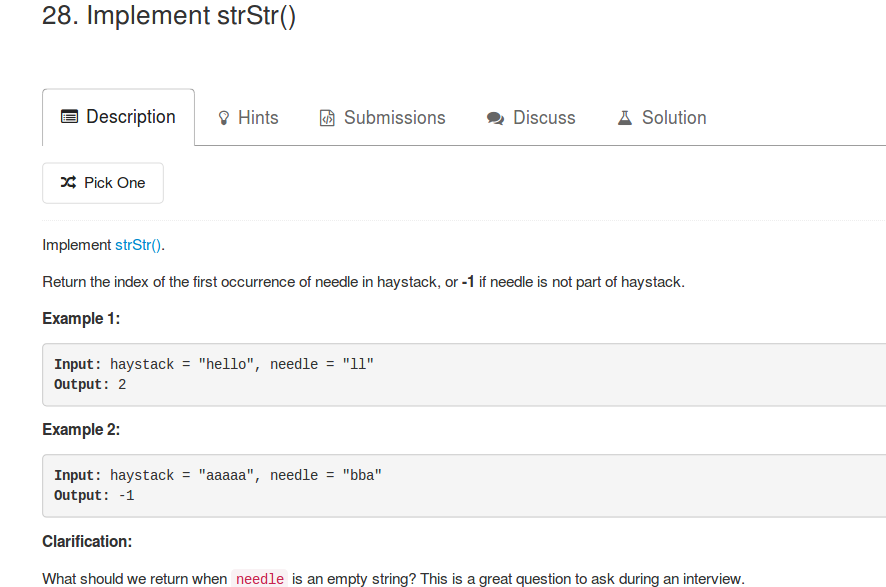 28. Implement strStr()
Description Hints Submissions Discuss Solution
Pick One
Implement strStr().
Return the index of the first occurrence of needle in haystack, or -1 if needle is not part of haystack.
Example 1:
Input: haystack = "hello", needle = "ll"
Output: 2
Example 2:
Input: haystack = "aaaaa", needle = "bba"
Output: -1
Clarification:
What should we return when needle is an empty string? This is a great question to ask during an interview.